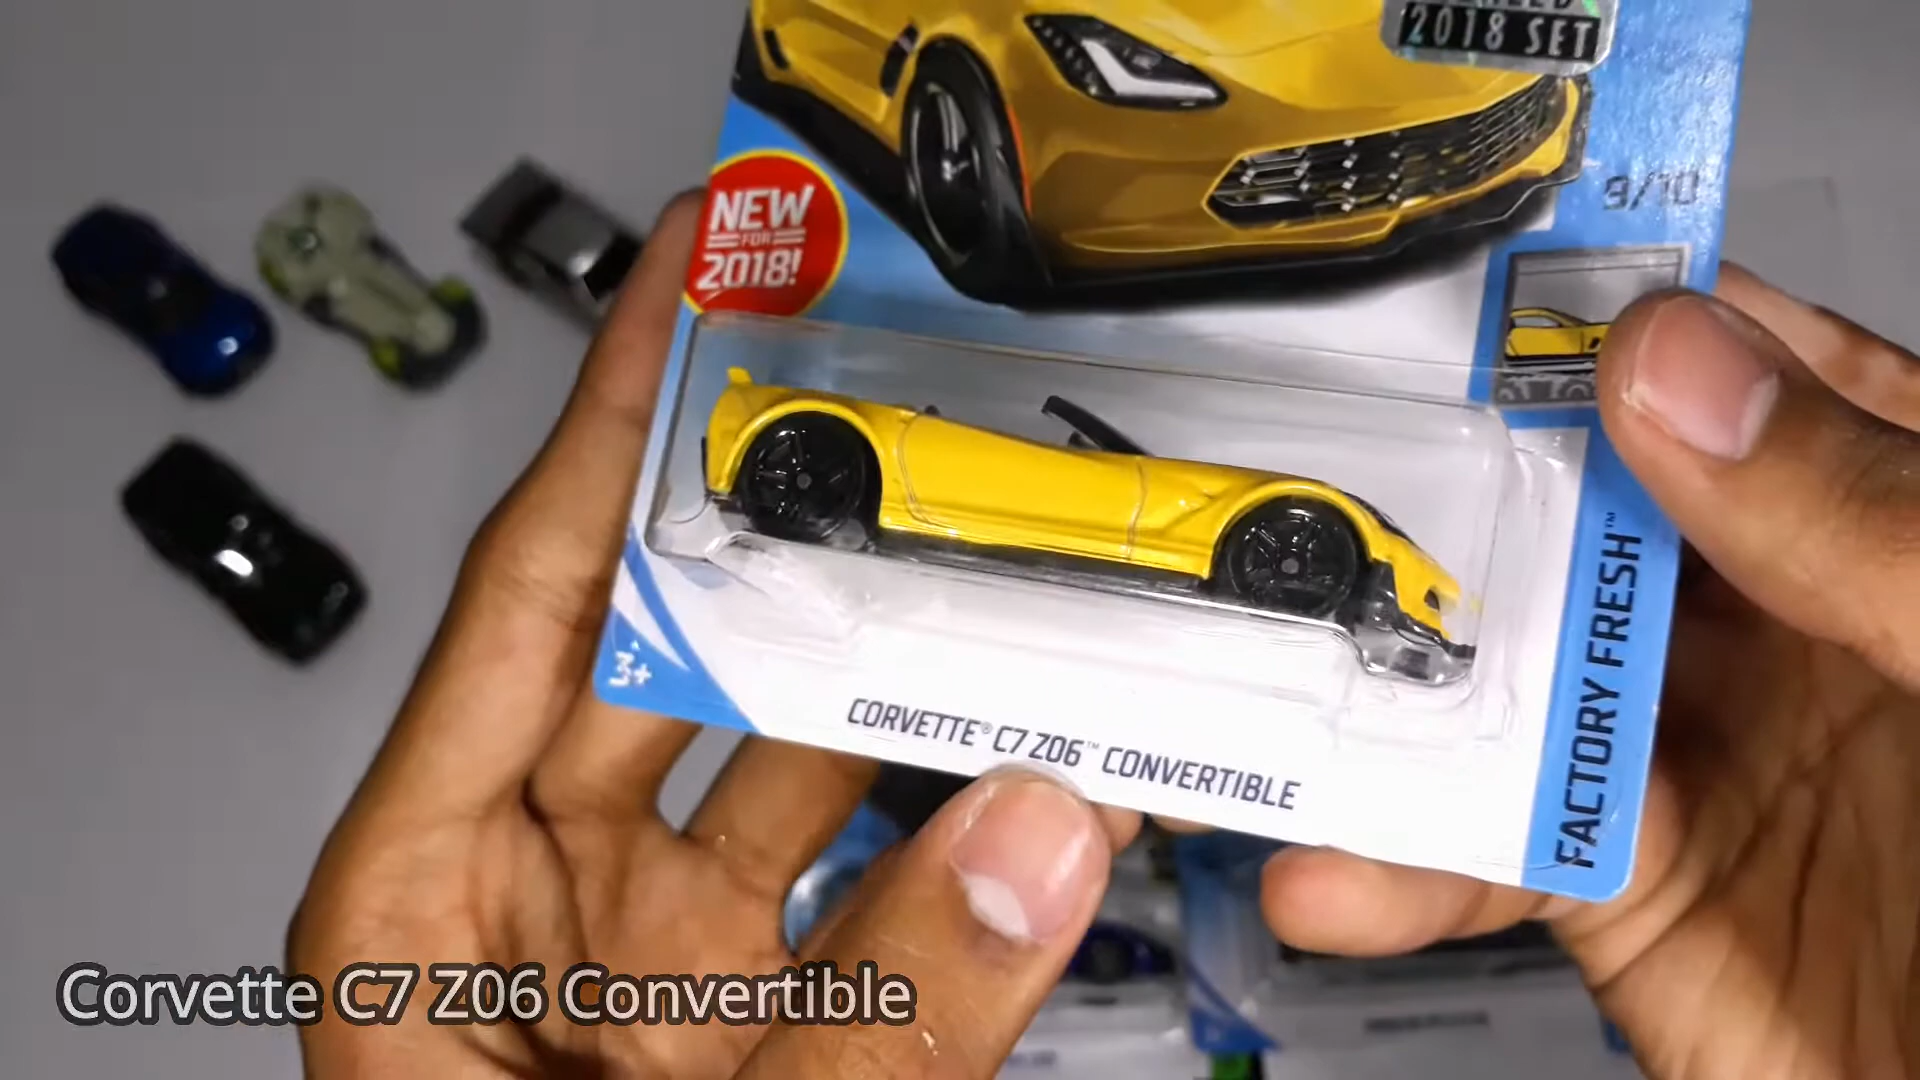 2018 SET
NEW
FOR
2018!
9/10
3+
CORVETTE® C7 Z06™ CONVERTIBLE
FACTORY FRESH™
Corvette C7 Z06 Convertible